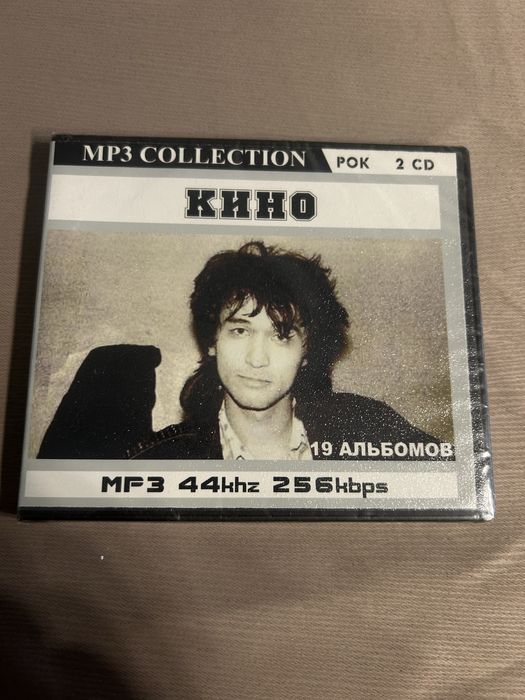 MP3 COLLECTION РОК 2 CD
КИНО
19 АЛЬБОМОВ
MP3 44khz 256kbps